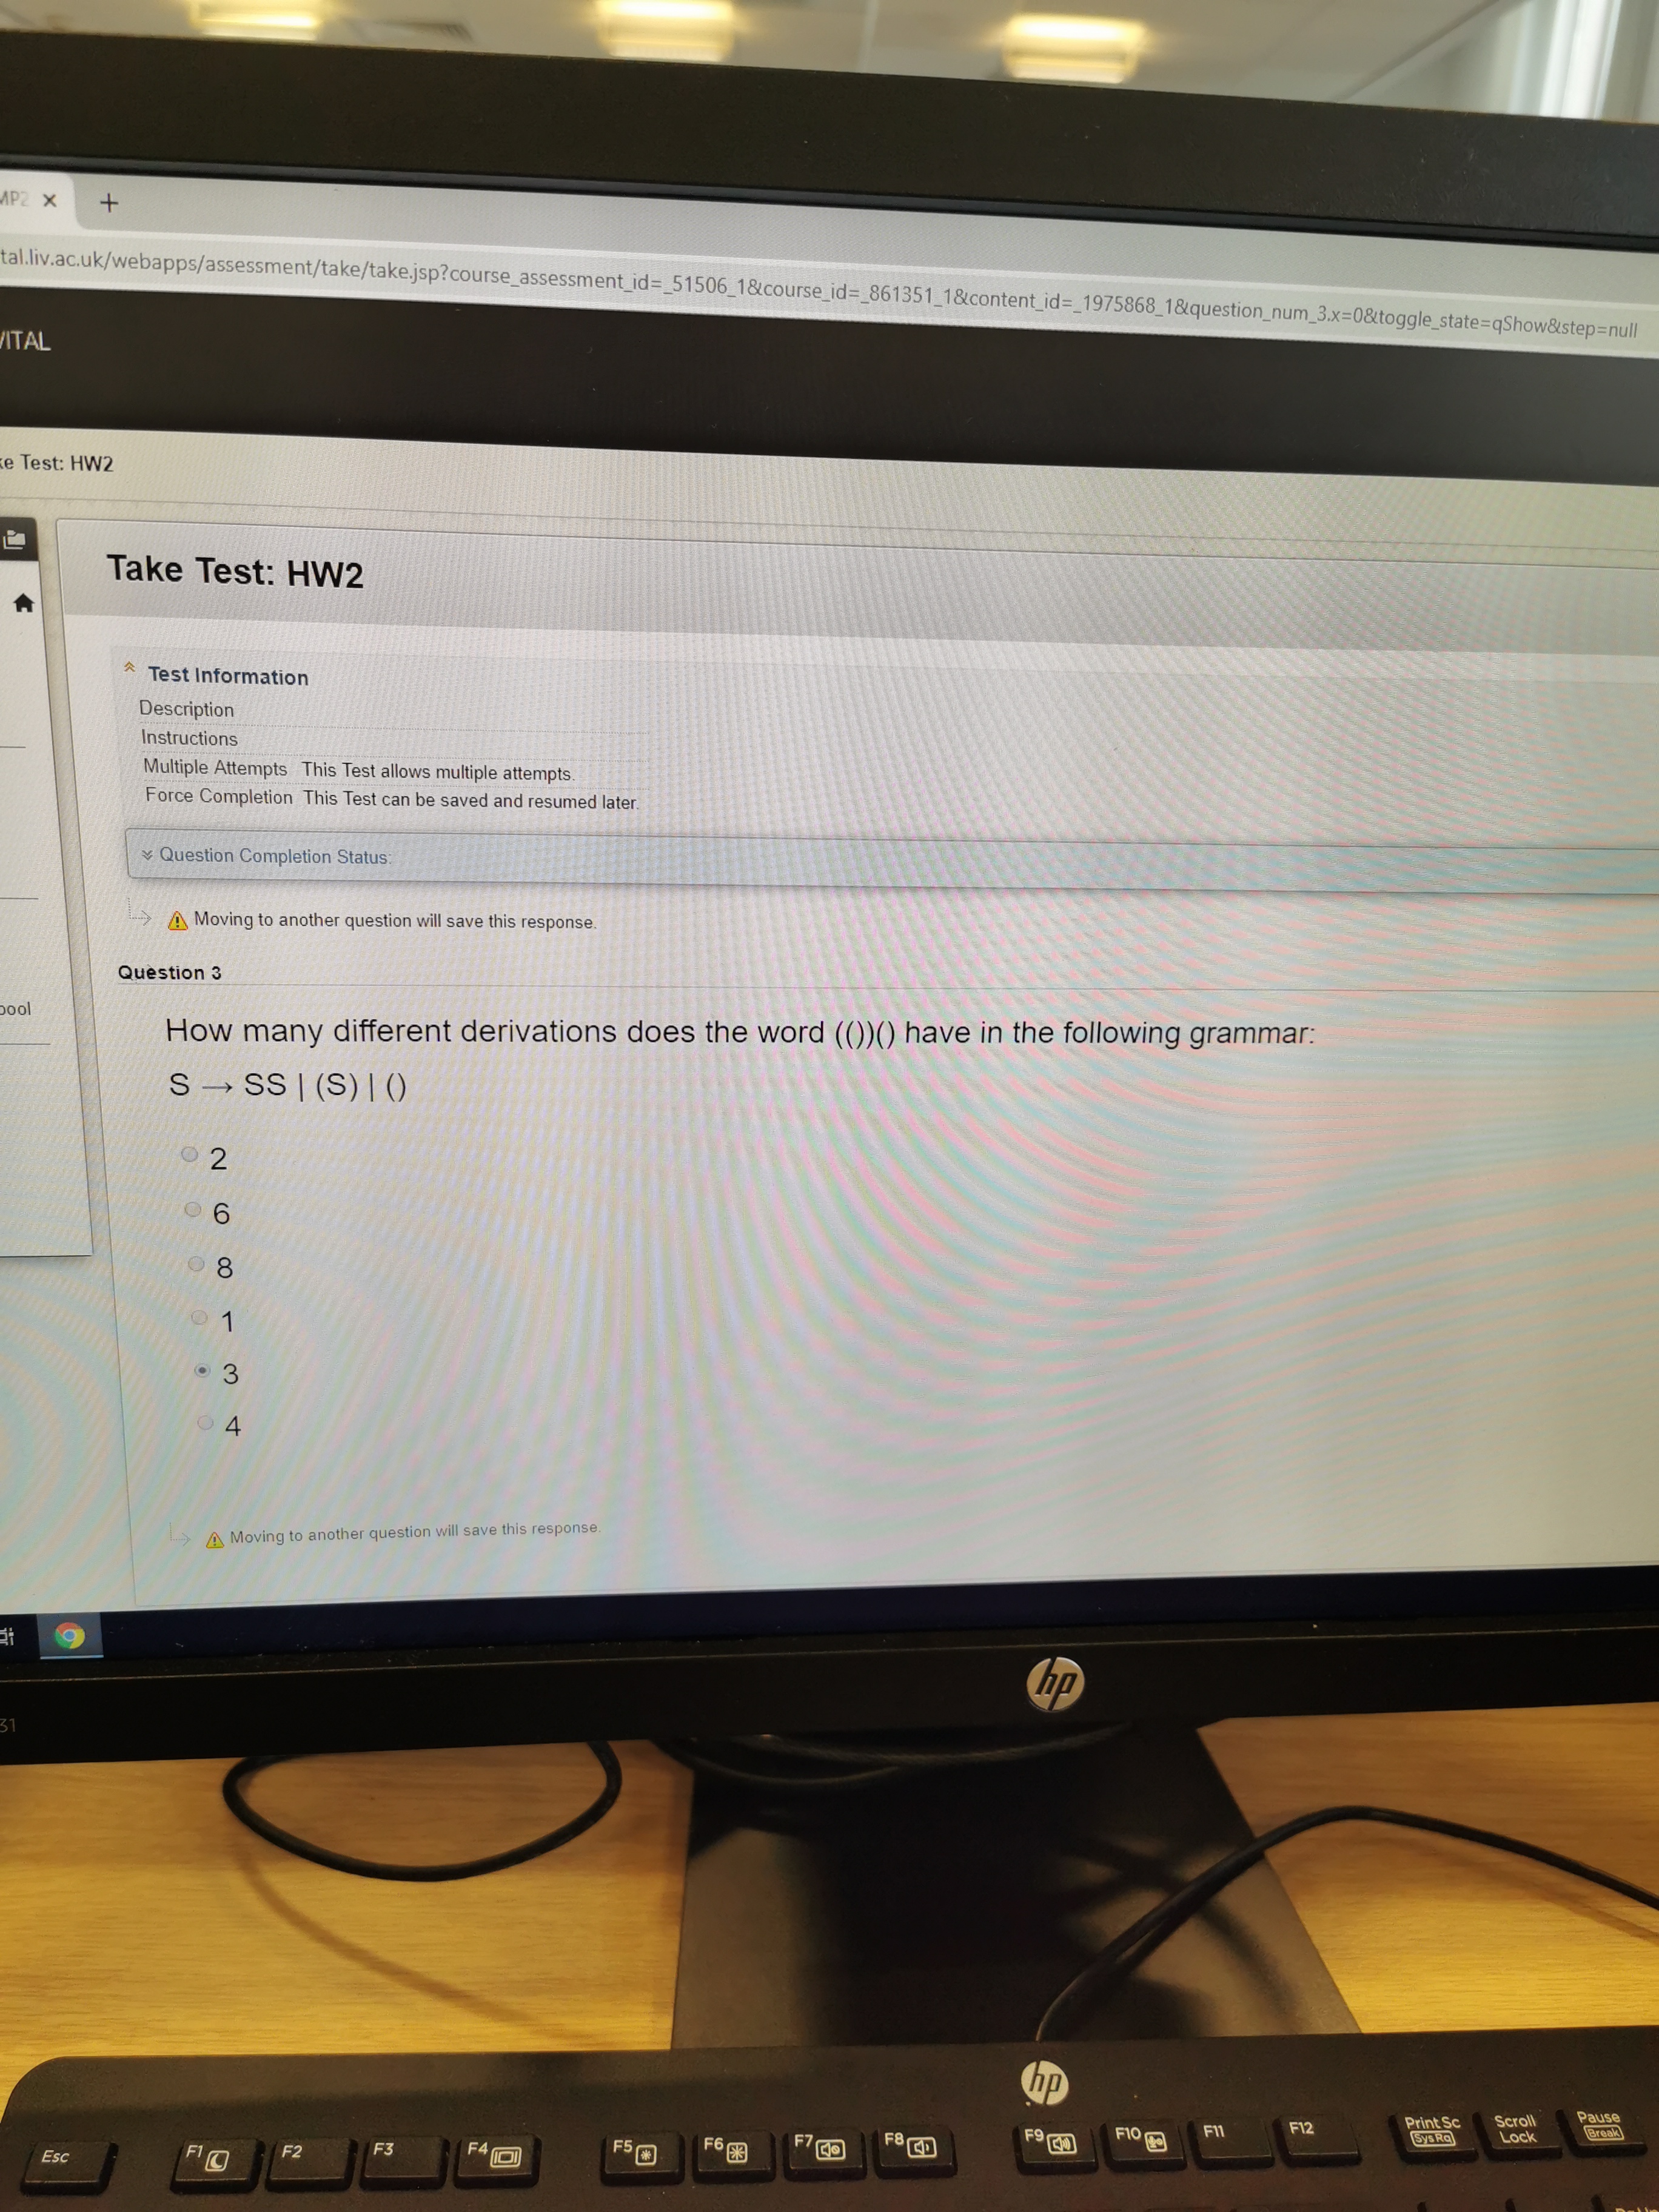 MP2
tal.liv.ac.uk/webapps/assessment/take/take.jsp?course_assessment_id=_51506_1&course_id=_861351_1&content_id=_1975868_1&question_num_3.x=0&toggle_state=qShow&step=null
VITAL
ke Test: HW2
Take Test: HW2
Test Information
Description
Instructions
Multiple Attempts This Test allows multiple attempts.
Force Completion This Test can be saved and resumed later.
Question Completion Status:
Moving to another question will save this response.
Question 3
pool
How many different derivations does the word (())() have in the following grammar:
S → SS | (S) | ()
2
6
8
1
3
4
Moving to another question will save this response.
hp
31
hp
Esc F1 F2 F3 F4 F5 F6 F7 F8 F9 F10 F11 F12
Print Sc
SysRq
Scroll
Lock
Pause
Break